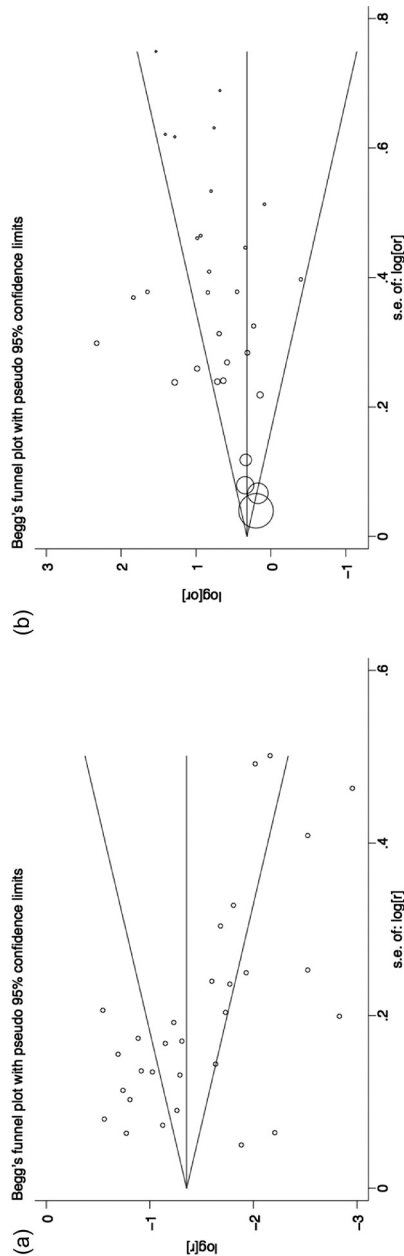 (a)
Begg's funnel plot with pseudo 95% confidence limits
log[r]
0
−1
−2
−3
0
.2
.4
.6
s.e. of: log[r]
(b)
Begg's funnel plot with pseudo 95% confidence limits
log[or]
3
2
1
0
−1
0
.2
.4
.6
.8
s.e. of: log[or]